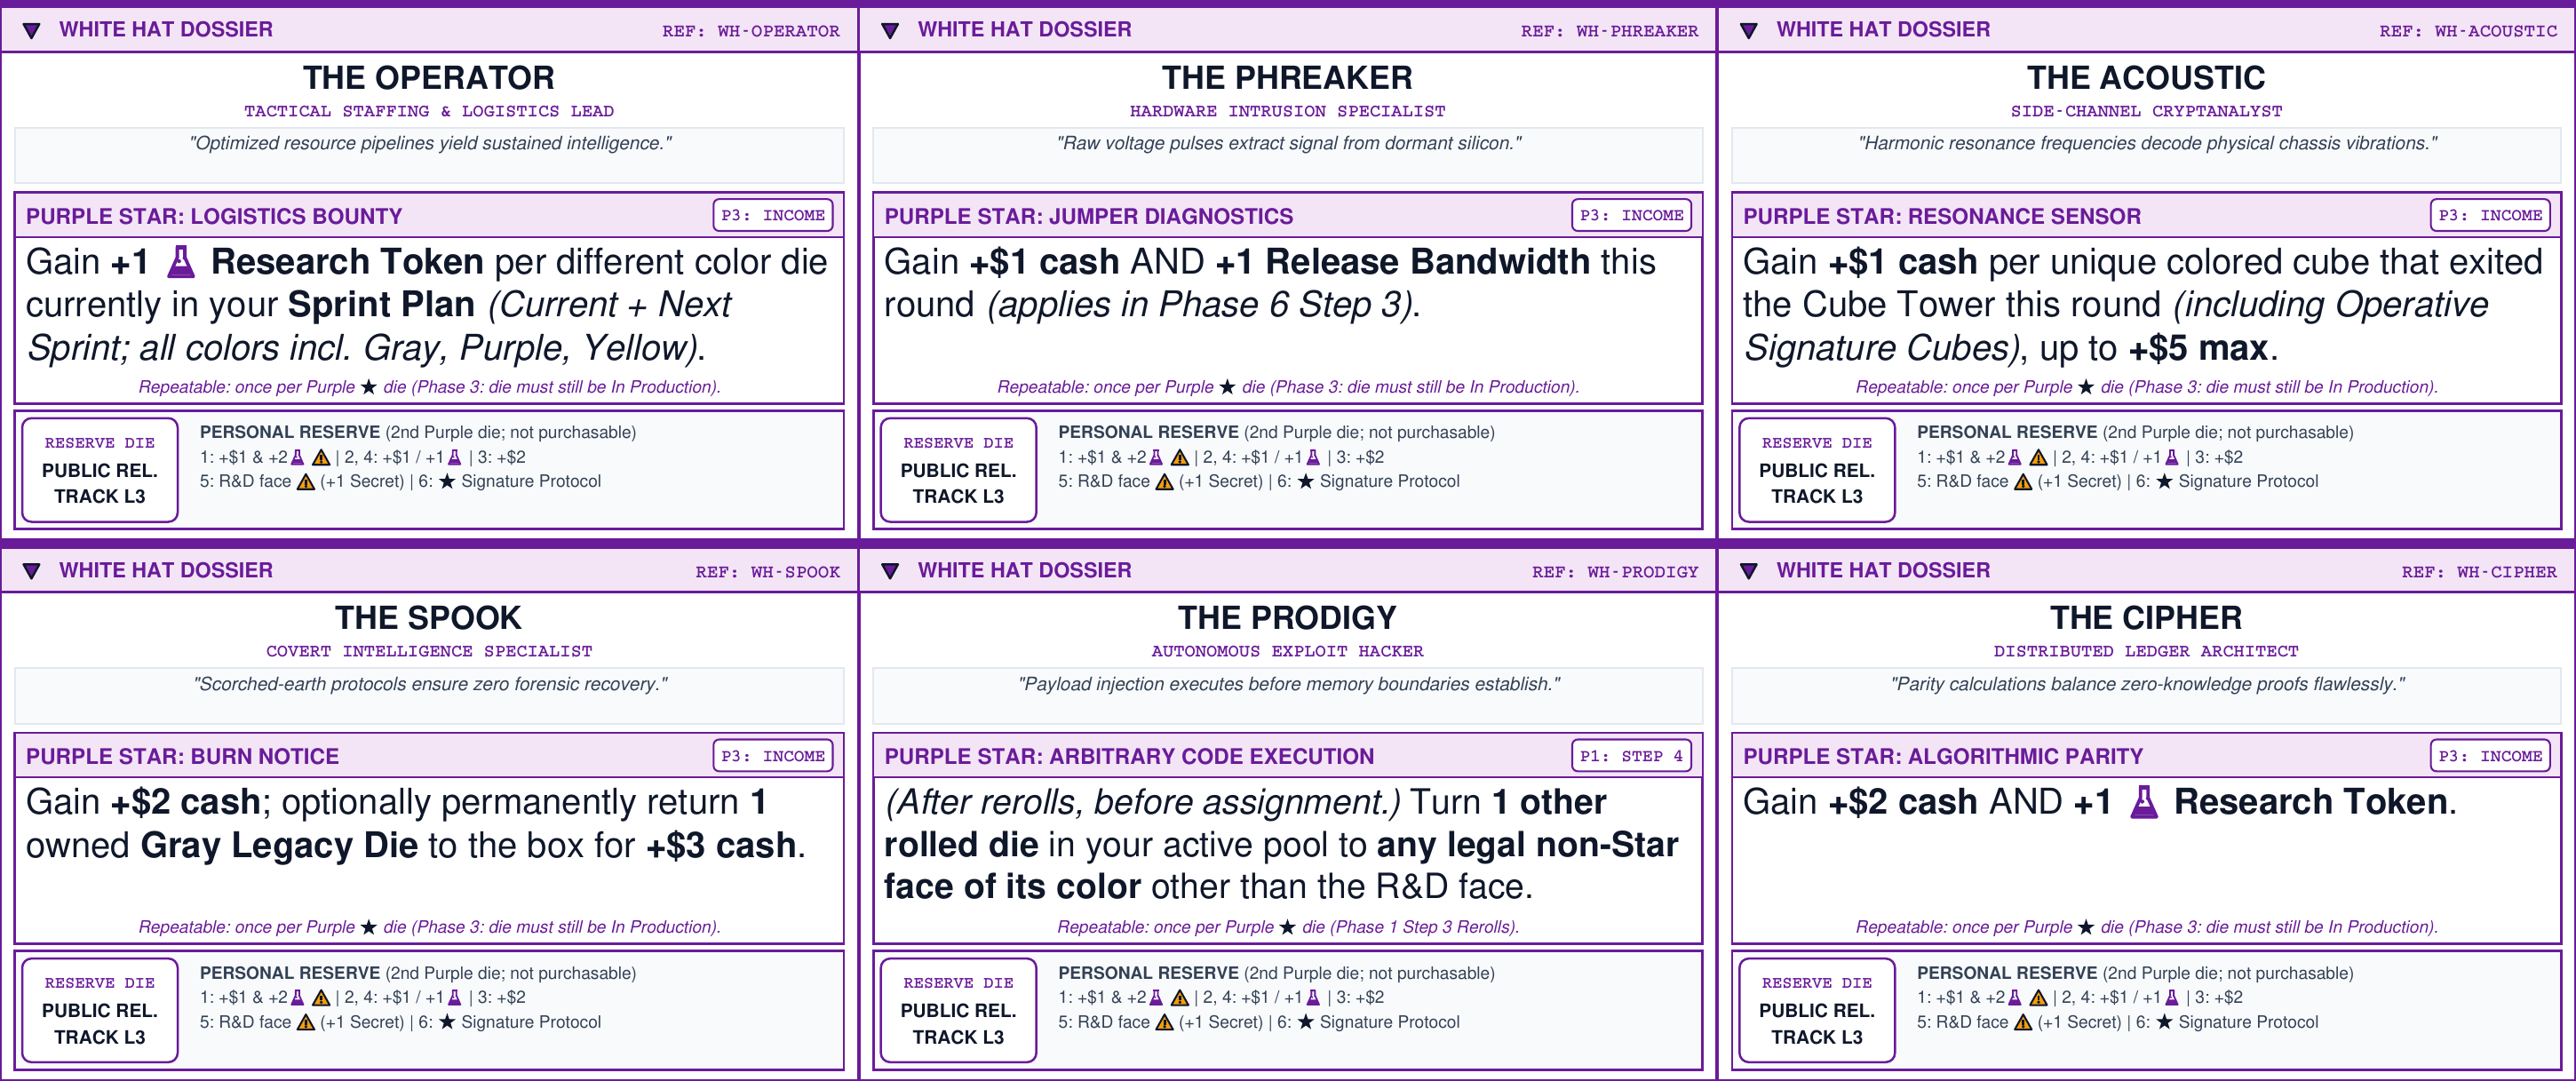 WHITE HAT DOSSIER
REF: WH-OPERATOR
THE OPERATOR
TACTICAL STAFFING & LOGISTICS LEAD
"Optimized resource pipelines yield sustained intelligence."
PURPLE STAR: LOGISTICS BOUNTY
P3: INCOME
Gain +1 Research Token per different color die
currently in your Sprint Plan (Current + Next
Sprint; all colors incl. Gray, Purple, Yellow).
Repeatable: once per Purple ★ die (Phase 3: die must still be In Production).
RESERVE DIE
PUBLIC REL.
TRACK L3
PERSONAL RESERVE (2nd Purple die; not purchasable)
1: +$1 & +2 ⚠ | 2, 4: +$1 / +1 | 3: +$2
5: R&D face ⚠ (+1 Secret) | 6: ★ Signature Protocol
WHITE HAT DOSSIER
REF: WH-PHREAKER
THE PHREAKER
HARDWARE INTRUSION SPECIALIST
"Raw voltage pulses extract signal from dormant silicon."
PURPLE STAR: JUMPER DIAGNOSTICS
P3: INCOME
Gain +$1 cash AND +1 Release Bandwidth this
round (applies in Phase 6 Step 3).
Repeatable: once per Purple ★ die (Phase 3: die must still be In Production).
RESERVE DIE
PUBLIC REL.
TRACK L3
PERSONAL RESERVE (2nd Purple die; not purchasable)
1: +$1 & +2 ⚠ | 2, 4: +$1 / +1 | 3: +$2
5: R&D face ⚠ (+1 Secret) | 6: ★ Signature Protocol
WHITE HAT DOSSIER
REF: WH-ACOUSTIC
THE ACOUSTIC
SIDE-CHANNEL CRYPTANALYST
"Harmonic resonance frequencies decode physical chassis vibrations."
PURPLE STAR: RESONANCE SENSOR
P3: INCOME
Gain +$1 cash per unique colored cube that exited
the Cube Tower this round (including Operative
Signature Cubes), up to +$5 max.
Repeatable: once per Purple ★ die (Phase 3: die must still be In Production).
RESERVE DIE
PUBLIC REL.
TRACK L3
PERSONAL RESERVE (2nd Purple die; not purchasable)
1: +$1 & +2 ⚠ | 2, 4: +$1 / +1 | 3: +$2
5: R&D face ⚠ (+1 Secret) | 6: ★ Signature Protocol
WHITE HAT DOSSIER
REF: WH-SPOOK
THE SPOOK
COVERT INTELLIGENCE SPECIALIST
"Scorched-earth protocols ensure zero forensic recovery."
PURPLE STAR: BURN NOTICE
P3: INCOME
Gain +$2 cash; optionally permanently return 1
owned Gray Legacy Die to the box for +$3 cash.
Repeatable: once per Purple ★ die (Phase 3: die must still be In Production).
RESERVE DIE
PUBLIC REL.
TRACK L3
PERSONAL RESERVE (2nd Purple die; not purchasable)
1: +$1 & +2 ⚠ | 2, 4: +$1 / +1 | 3: +$2
5: R&D face ⚠ (+1 Secret) | 6: ★ Signature Protocol
WHITE HAT DOSSIER
REF: WH-PRODIGY
THE PRODIGY
AUTONOMOUS EXPLOIT HACKER
"Payload injection executes before memory boundaries establish."
PURPLE STAR: ARBITRARY CODE EXECUTION
P1: STEP 4
(After rerolls, before assignment.) Turn 1 other
rolled die in your active pool to any legal non-Star
face of its color other than the R&D face.
Repeatable: once per Purple ★ die (Phase 1 Step 3 Rerolls).
RESERVE DIE
PUBLIC REL.
TRACK L3
PERSONAL RESERVE (2nd Purple die; not purchasable)
1: +$1 & +2 ⚠ | 2, 4: +$1 / +1 | 3: +$2
5: R&D face ⚠ (+1 Secret) | 6: ★ Signature Protocol
WHITE HAT DOSSIER
REF: WH-CIPHER
THE CIPHER
DISTRIBUTED LEDGER ARCHITECT
"Parity calculations balance zero-knowledge proofs flawlessly."
PURPLE STAR: ALGORITHMIC PARITY
P3: INCOME
Gain +$2 cash AND +1 Research Token.
Repeatable: once per Purple ★ die (Phase 3: die must still be In Production).
RESERVE DIE
PUBLIC REL.
TRACK L3
PERSONAL RESERVE (2nd Purple die; not purchasable)
1: +$1 & +2 ⚠ | 2, 4: +$1 / +1 | 3: +$2
5: R&D face ⚠ (+1 Secret) | 6: ★ Signature Protocol